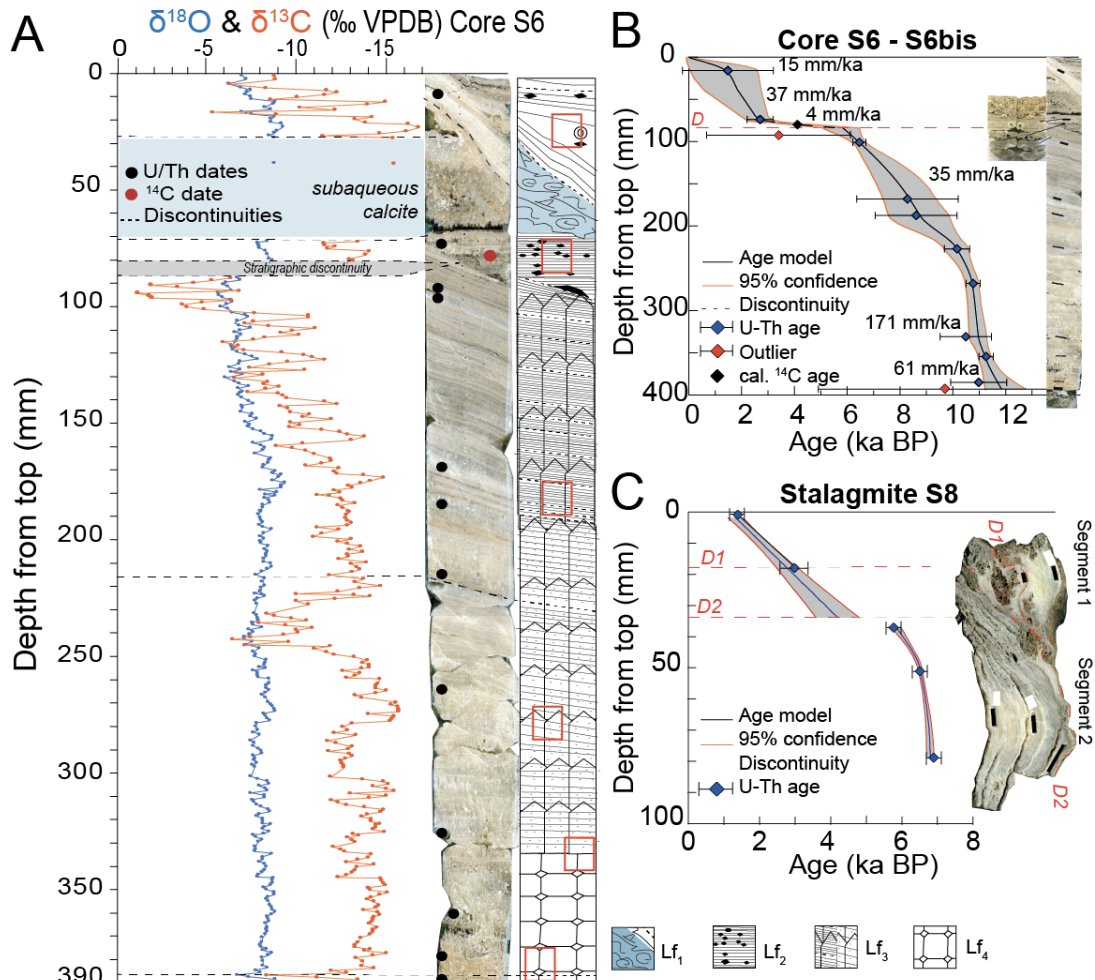 A
δ18O & δ13C (‰ VPDB) Core S6
0 -5 -10 -15
0
50
100
150
200
250
300
350
390
Depth from top (mm)
U/Th dates
14C date
Discontinuities
subaqueous calcite
Stratigraphic discontinuity
B
Core S6 - S6bis
0
100
200
300
400
Depth from top (mm)
D
15 mm/ka
37 mm/ka
4 mm/ka
35 mm/ka
171 mm/ka
61 mm/ka
Age model
95% confidence
Discontinuity
U-Th age
Outlier
cal. 14C age
0 2 4 6 8 10 12
Age (ka BP)
C
Stalagmite S8
0
50
100
Depth from top (mm)
D1
D2
Age model
95% confidence
Discontinuity
U-Th age
0 2 4 6 8
Age (ka BP)
D1
Segment 1
Segment 2
D2
Lf1 Lf2 Lf3 Lf4